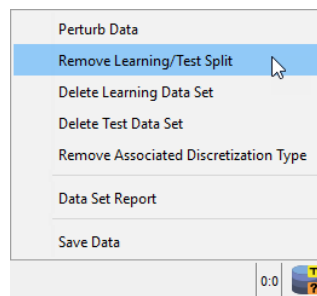 Perturb Data
Remove Learning/Test Split
Delete Learning Data Set
Delete Test Data Set
Remove Associated Discretization Type
Data Set Report
Save Data
0:0
T
?